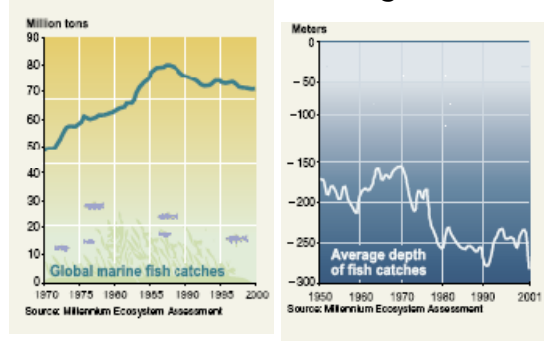 Million tons
90
80
70
60
50
40
30
20
10
0
Global marine fish catches
1970 1975 1980 1985 1990 1995 2000
Source: Millennium Ecosystem Assessment
Meters
0
-50
-100
-150
-200
-250
-300
Average depth
of fish catches
1950 1960 1970 1980 1990 2001
Source: Millennium Ecosystem Assessment